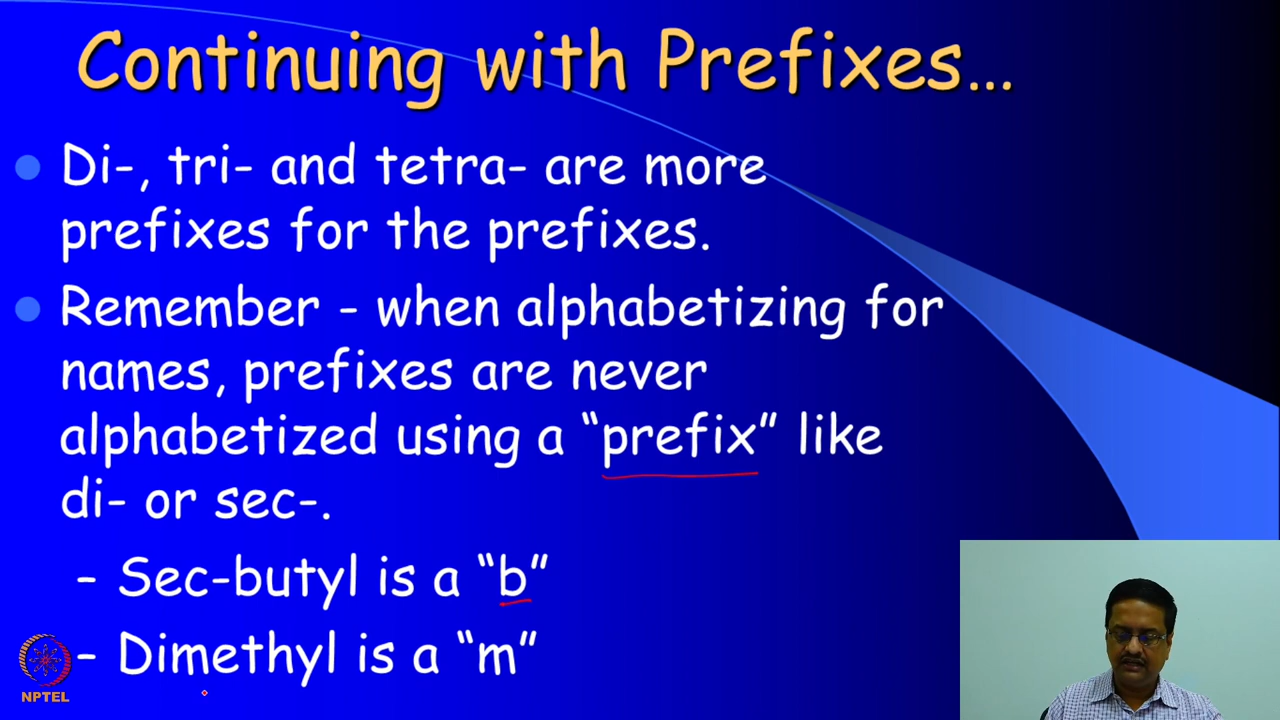 Continuing with Prefixes...
Di-, tri- and tetra- are more
prefixes for the prefixes.
Remember - when alphabetizing for
names, prefixes are never
alphabetized using a “prefix” like
di- or sec-.
– Sec-butyl is a “b”
– Dimethyl is a “m”
NPTEL